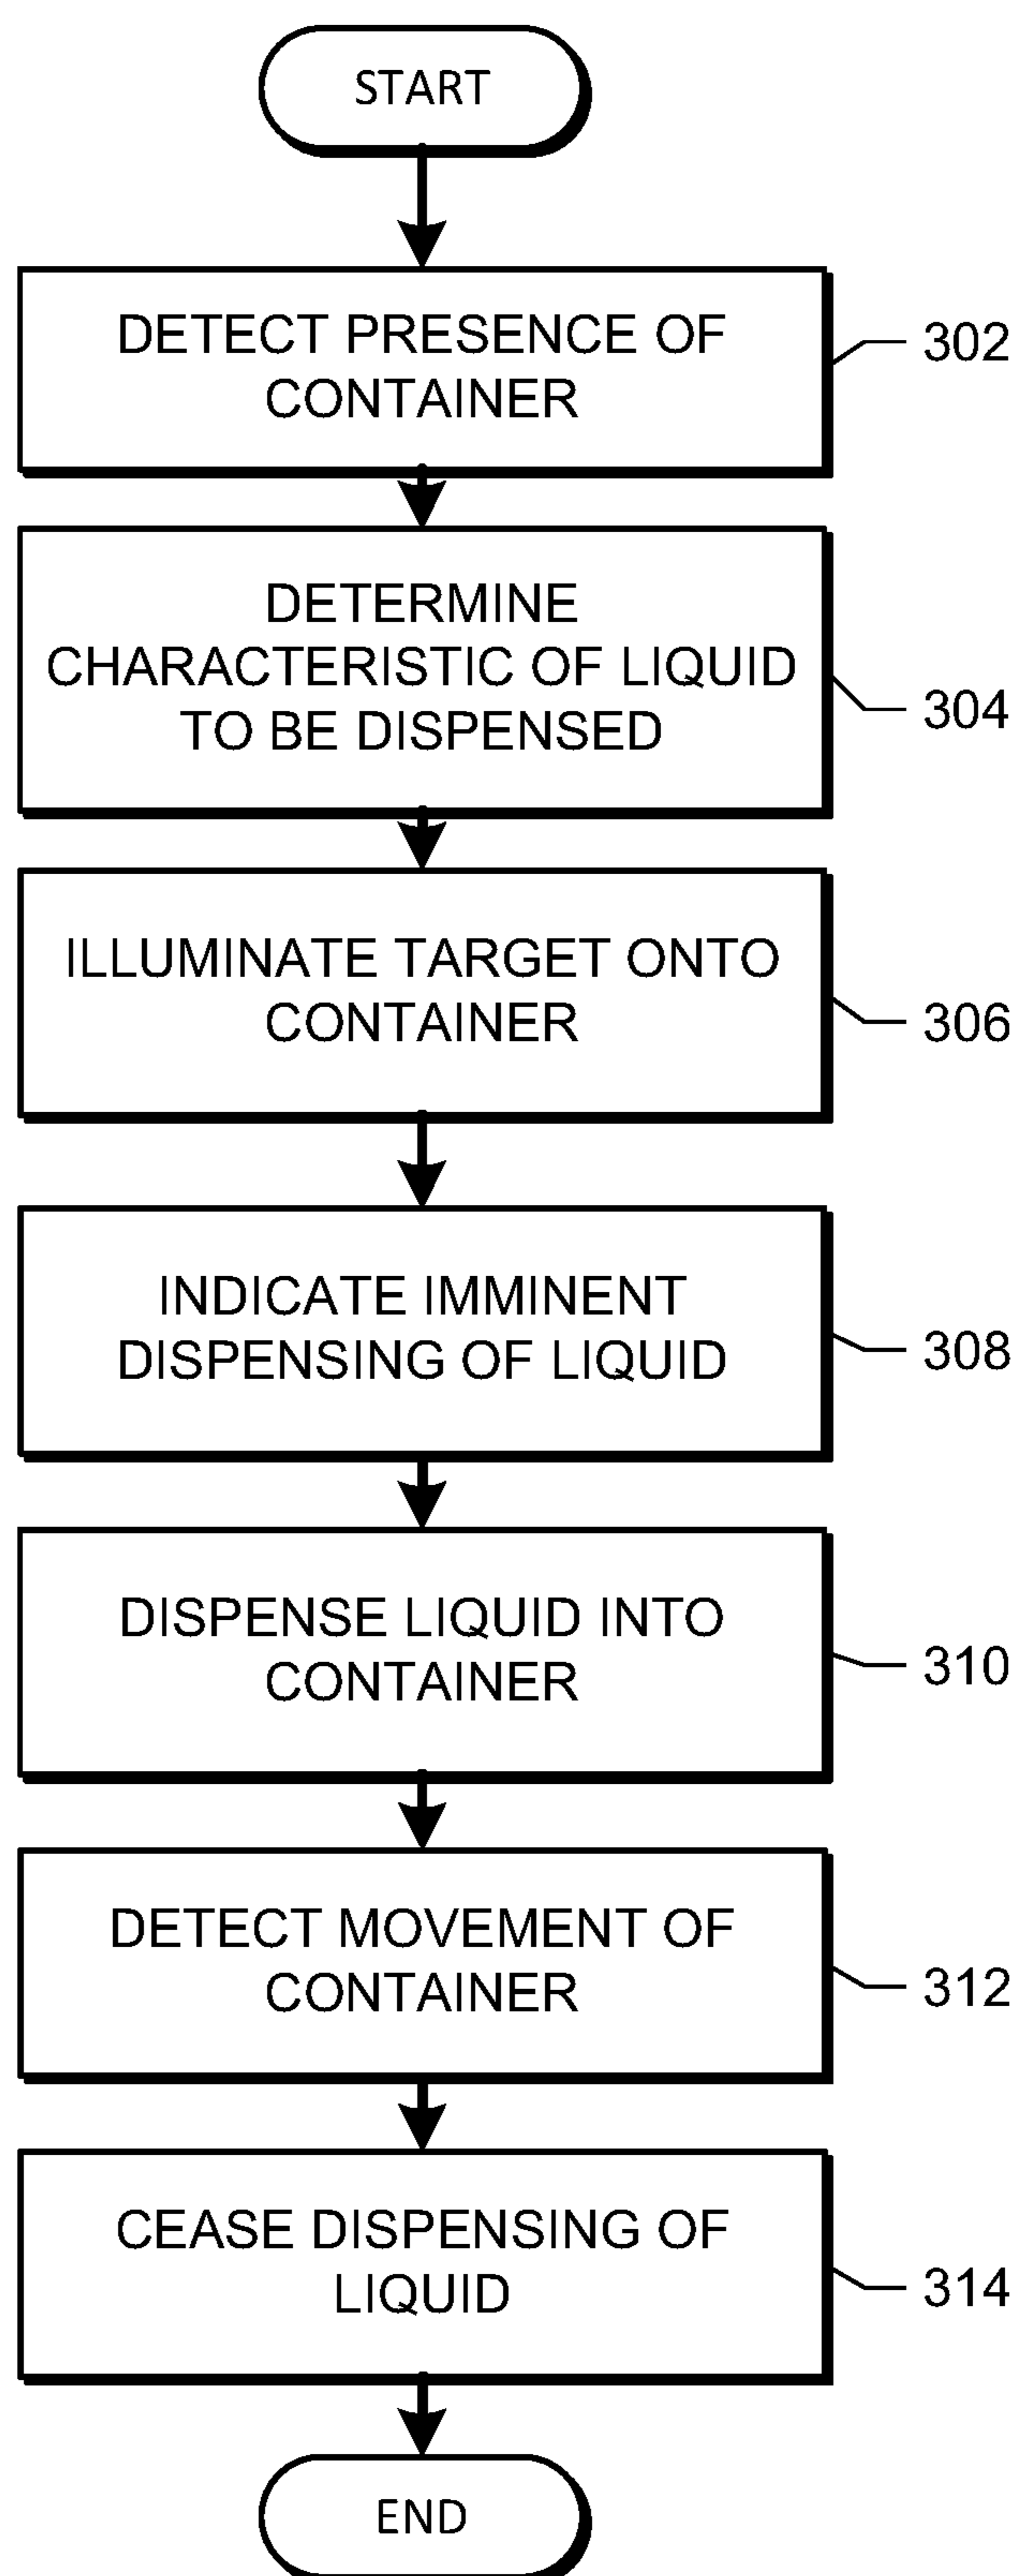 START
DETECT PRESENCE OF
CONTAINER
302
DETERMINE
CHARACTERISTIC OF LIQUID
TO BE DISPENSED
304
ILLUMINATE TARGET ONTO
CONTAINER
306
INDICATE IMMINENT
DISPENSING OF LIQUID
308
DISPENSE LIQUID INTO
CONTAINER
310
DETECT MOVEMENT OF
CONTAINER
312
CEASE DISPENSING OF
LIQUID
314
END